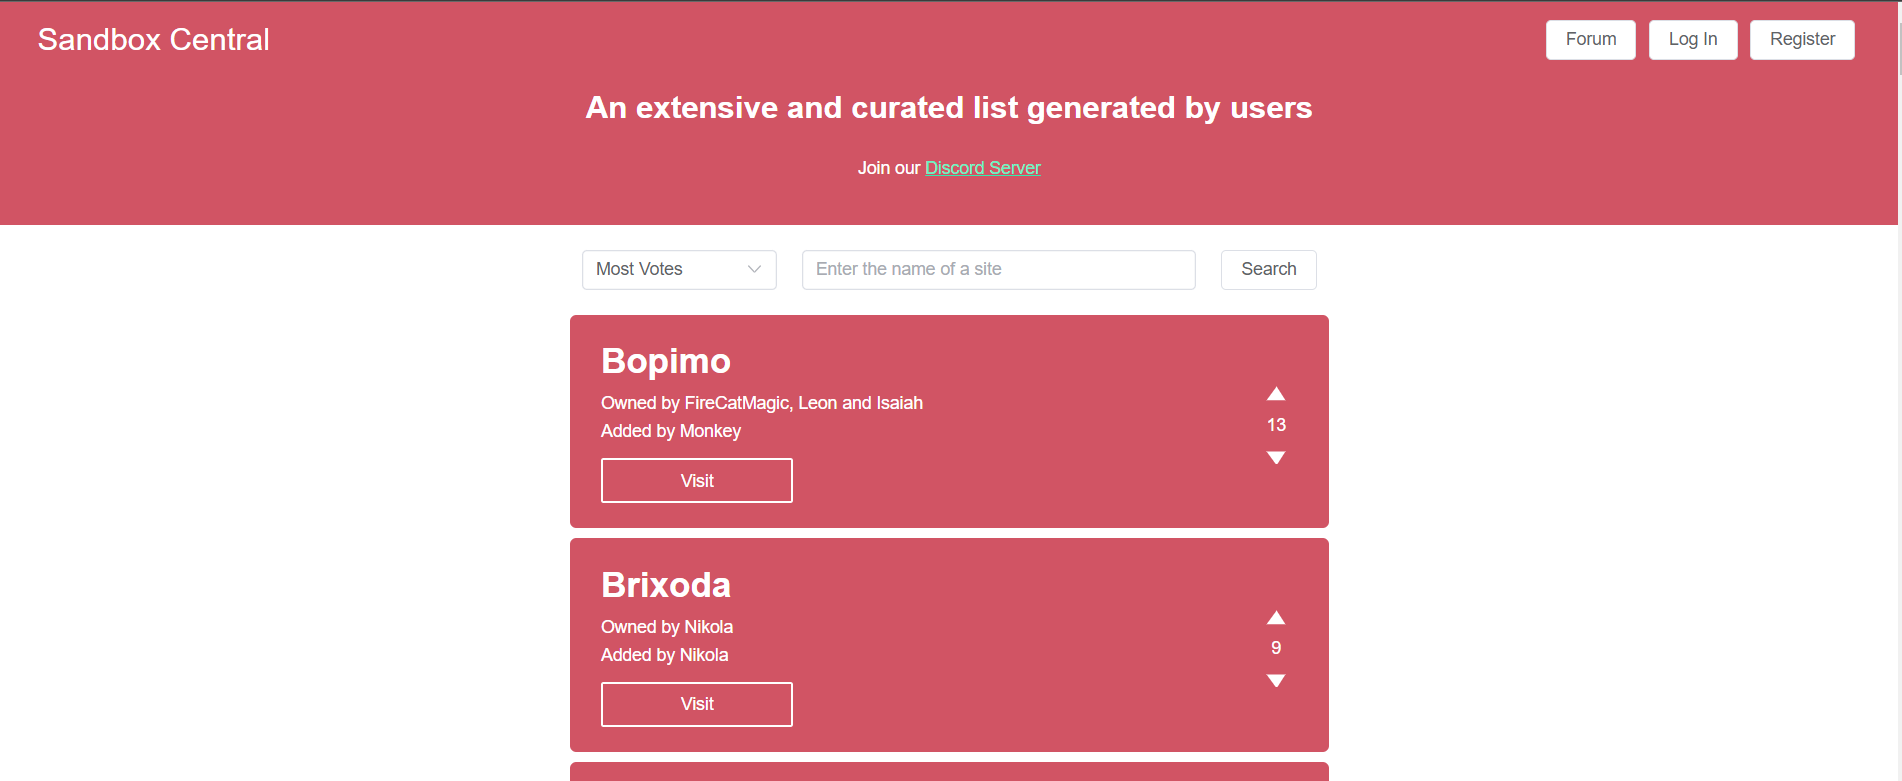 Sandbox Central
Forum
Log In
Register
An extensive and curated list generated by users
Join our Discord Server
Most Votes
Enter the name of a site
Search
Bopimo
Owned by FireCatMagic, Leon and Isaiah
Added by Monkey
13
Visit
Brixoda
Owned by Nikola
Added by Nikola
9
Visit